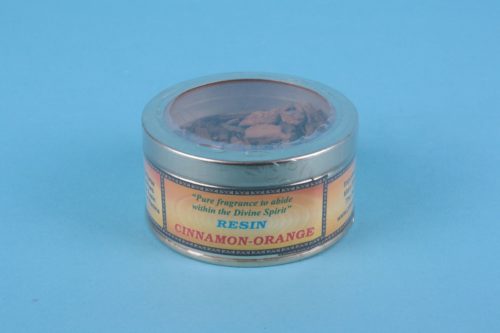 "Pure fragrance to abide
within the Divine Spirit"
RESIN
CINNAMON-ORANGE